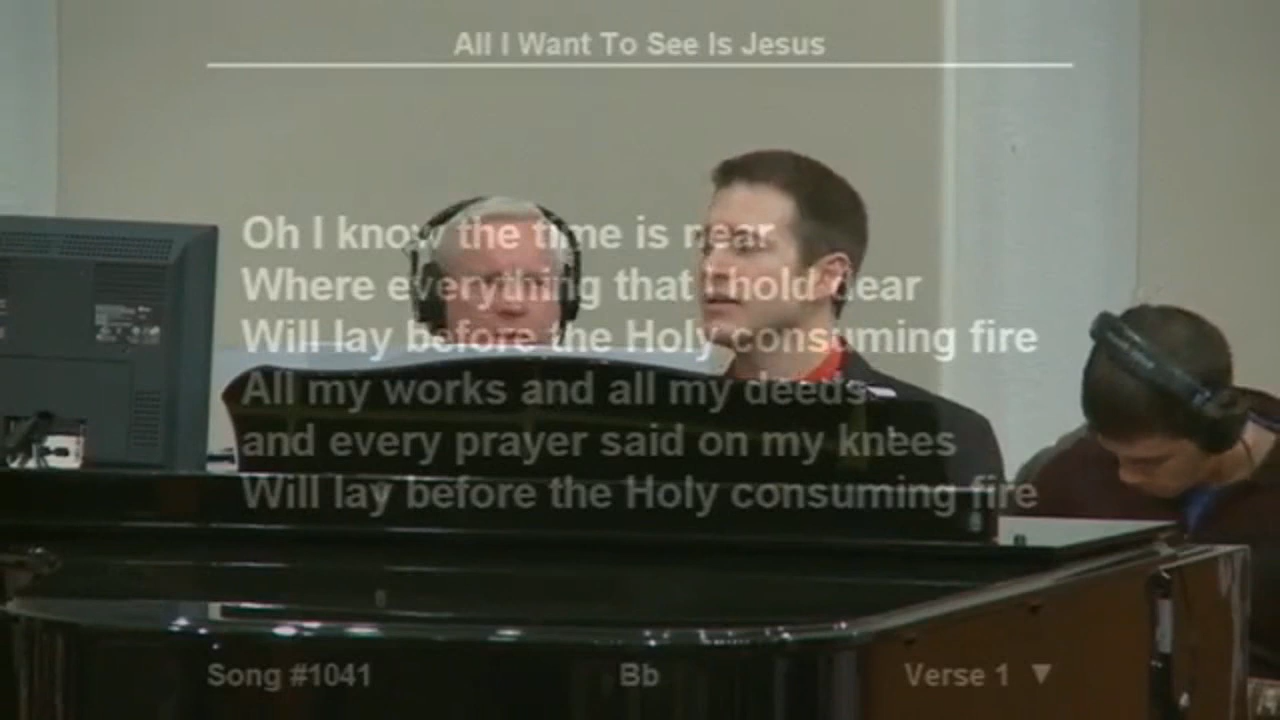 All I Want To See Is Jesus
Oh I know the time is near
Where everything that I hold dear
Will lay before the Holy consuming fire
All my works and all my deeds
and every prayer said on my knees
Will lay before the Holy consuming fire
Song #1041 Bb Verse 1 ▼